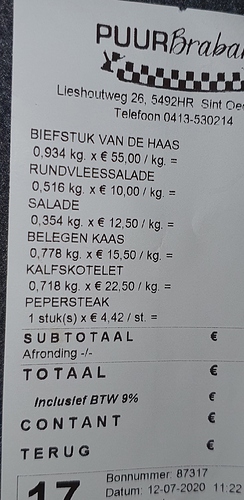 PUURBraba
Lieshoutweg 26, 5492HR Sint Oe
Telefoon 0413-530214
BIEFSTUK VAN DE HAAS
0,934 kg. x € 55,00 / kg. =
RUNDVLEESSALADE
0,516 kg. x € 10,00 / kg. =
SALADE
0,354 kg. x € 12,50 / kg. =
BELEGEN KAAS
0,778 kg. x € 15,50 / kg. =
KALFSKOTELET
0,718 kg. x € 22,50 / kg. =
PEPERSTEAK
1 stuk(s) x € 4,42 / st. =
SUBTOTAAL €
Afronding -/-
TOTAAL €
Inclusief BTW 9% €
CONTANT €
TERUG €
17 Bonnummer: 87317
Datum: 12-07-2020 11:22